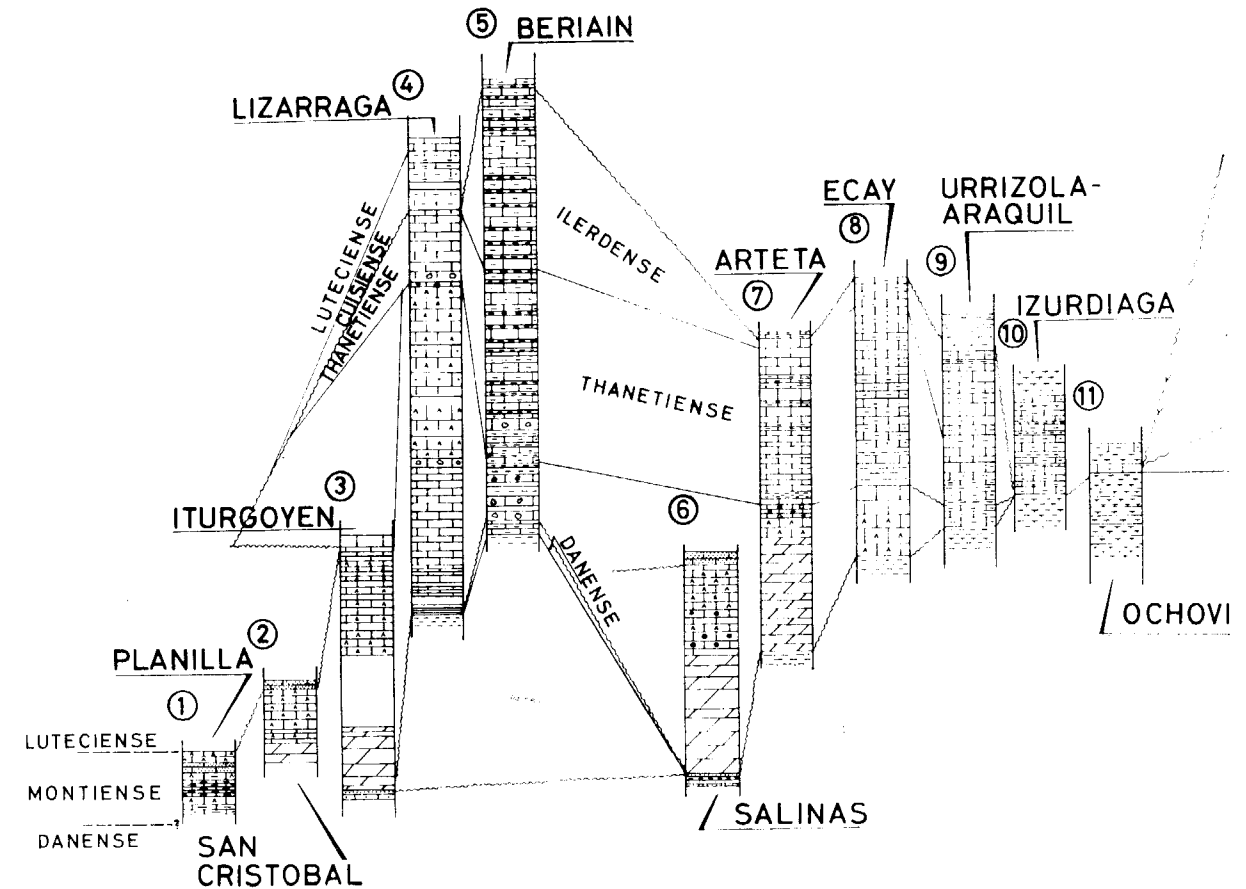 ⑤
BERIAIN
④
LIZARRAGA
ECAY
⑧
URRIZOLA-
ARAQUIL
⑨
ARTETA
⑦
IZURDIAGA
⑩
⑪
LUTECIENSE
CUISIENSE
THANETIENSE
ILERDENSE
THANETIENSE
③
ITURGOYEN
⑥
DANENSE
OCHOVI
②
PLANILLA
①
LUTECIENSE
MONTIENSE
DANENSE
SALINAS
SAN
CRISTOBAL